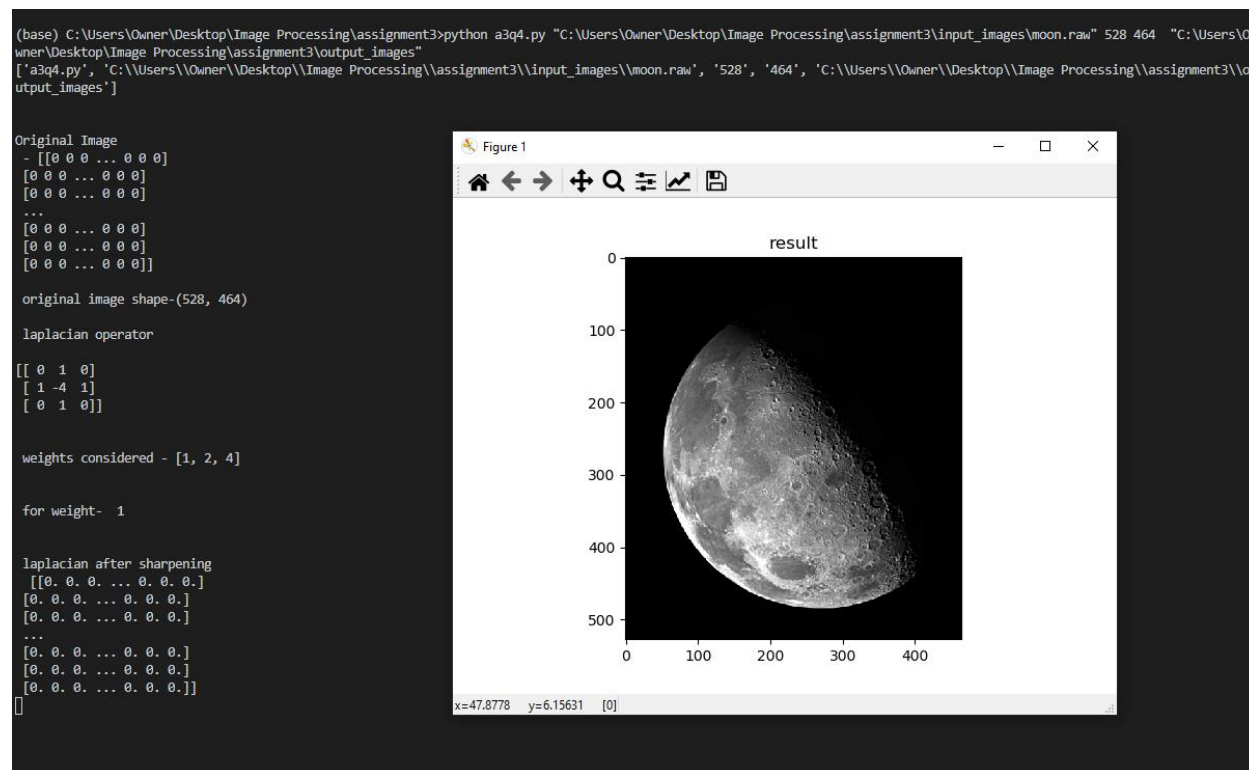 (base) C:\Users\Owner\Desktop\Image Processing\assignment3>python a3q4.py "C:\Users\Owner\Desktop\Image Processing\assignment3\input_images\moon.raw" 528 464  "C:\Users\O
wner\Desktop\Image Processing\assignment3\output_images"
['a3q4.py', 'C:\\Users\\Owner\\Desktop\\Image Processing\\assignment3\\input_images\\moon.raw', '528', '464', 'C:\\Users\\Owner\\Desktop\\Image Processing\\assignment3\\o
utput_images']
Original Image
- [[0 0 0 ... 0 0 0]
[0 0 0 ... 0 0 0]
[0 0 0 ... 0 0 0]
...
[0 0 0 ... 0 0 0]
[0 0 0 ... 0 0 0]
[0 0 0 ... 0 0 0]]
original image shape-(528, 464)
laplacian operator
[[ 0  1  0]
[ 1 -4  1]
[ 0  1  0]]
weights considered - [1, 2, 4]
for weight-  1
laplacian after sharpening
[[0. 0. 0. ... 0. 0. 0.]
[0. 0. 0. ... 0. 0. 0.]
[0. 0. 0. ... 0. 0. 0.]
...
[0. 0. 0. ... 0. 0. 0.]
[0. 0. 0. ... 0. 0. 0.]
[0. 0. 0. ... 0. 0. 0.]]
Figure 1
result
0
100
200
300
400
500
0 100 200 300 400
x=47.8778 y=6.15631 [0]